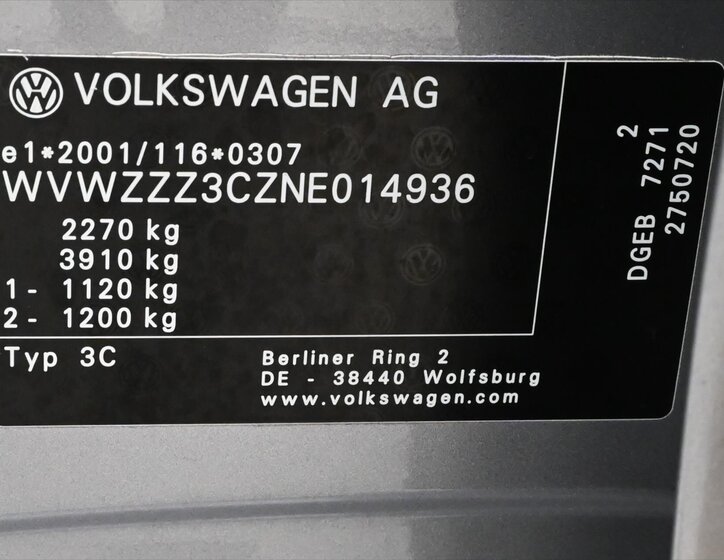 VOLKSWAGEN AG
e1*2001/116*0307
WVWZZZ3CZNE014936
2270 kg
3910 kg
1 - 1120 kg
2 - 1200 kg
Typ 3C
Berliner Ring 2
DE - 38440 Wolfsburg
www.volkswagen.com
2
DGEB 7271
2750720